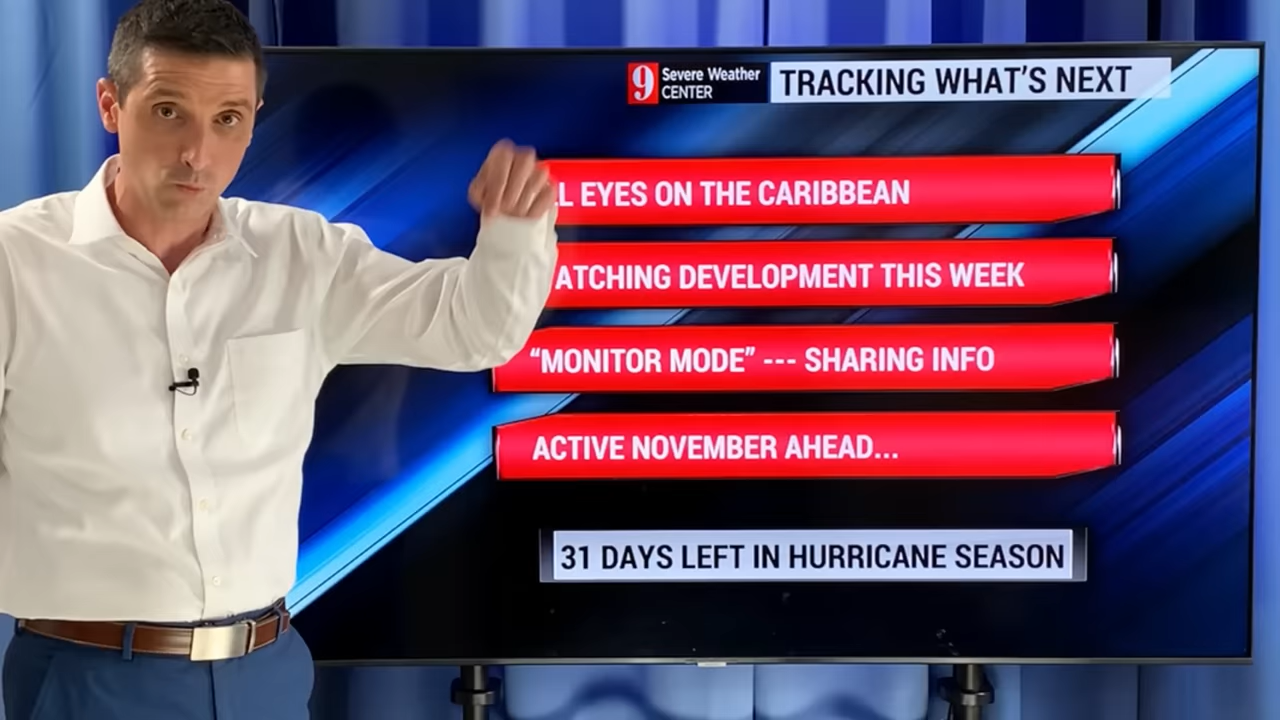 9 Severe Weather
CENTER
TRACKING WHAT'S NEXT
EYES ON THE CARIBBEAN
DEVELOPMENT THIS WEEK
“MONITOR MODE” --- SHARING INFO
ACTIVE NOVEMBER AHEAD...
31 DAYS LEFT IN HURRICANE SEASON